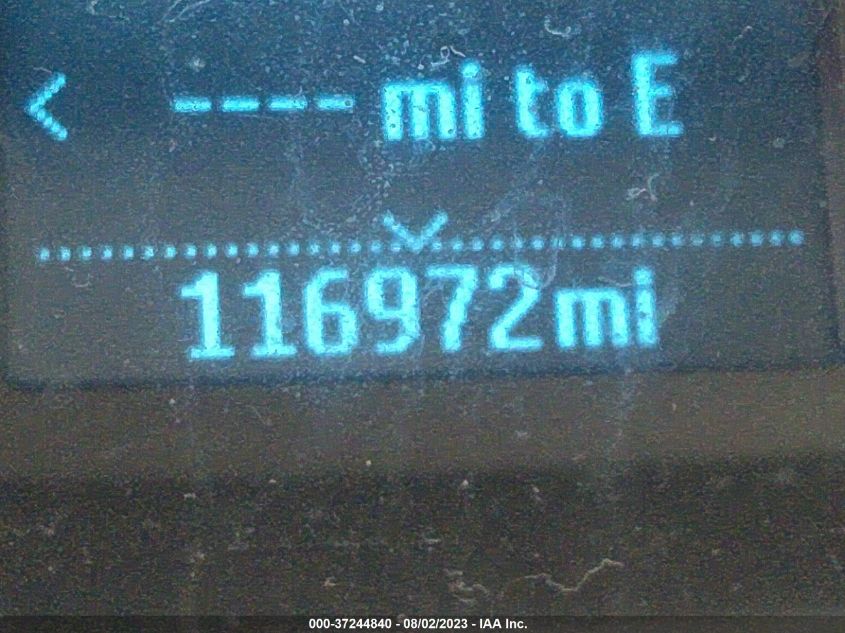 < ---- mi to E
116972mi
000-37244840 - 08/02/2023 - IAA Inc.